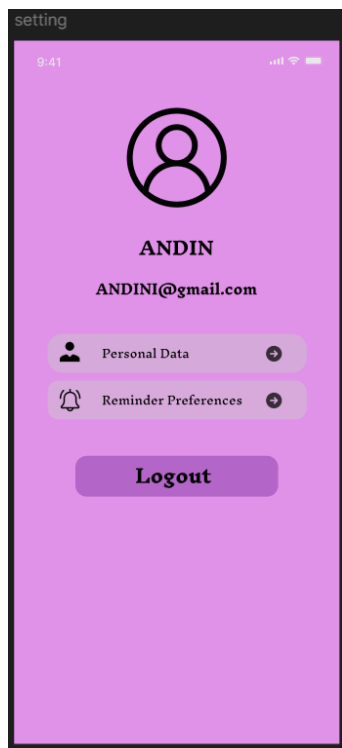 setting
9:41
ANDIN
ANDINI@gmail.com
Personal Data
Reminder Preferences
Logout